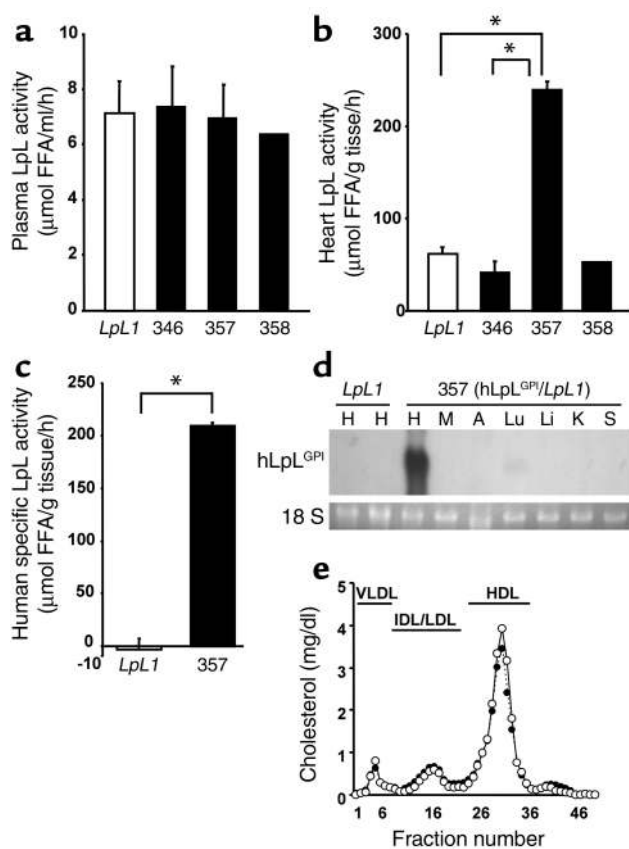 a
Plasma LpL activity
(μmol FFA/ml/h)
10
8
6
4
2
0
LpL1 346 357 358
b
Heart LpL activity
(μmol FFA/g tisse/h)
300
200
100
0
* 
*
LpL1 346 357 358
c
Human specific LpL activity
(μmol FFA/g tissue/h)
250
200
150
100
50
0
-10
*
LpL1 357
d
LpL1 357 (hLpLGPI/LpL1)
H H H M A Lu Li K S
hLpLGPI
18 S
e
Cholesterol (mg/dl)
5
4
3
2
1
0
VLDL
IDL/LDL
HDL
1 6 16 26 36 46
Fraction number